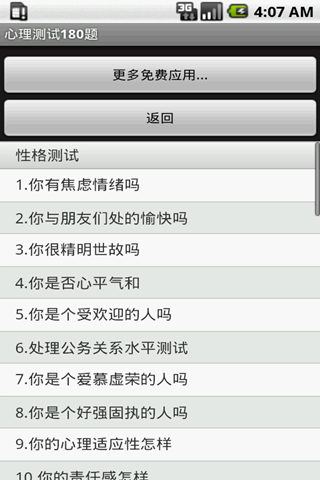 3G
4:07 AM
心理测试180题
更多免费应用...
返回
性格测试
1.你有焦虑情绪吗
2.你与朋友们处的愉快吗
3.你很精明世故吗
4.你是否心平气和
5.你是个受欢迎的人吗
6.处理公务关系水平测试
7.你是个爱慕虚荣的人吗
8.你是个好强固执的人吗
9.你的心理适应性怎样
10.你的责任感怎样